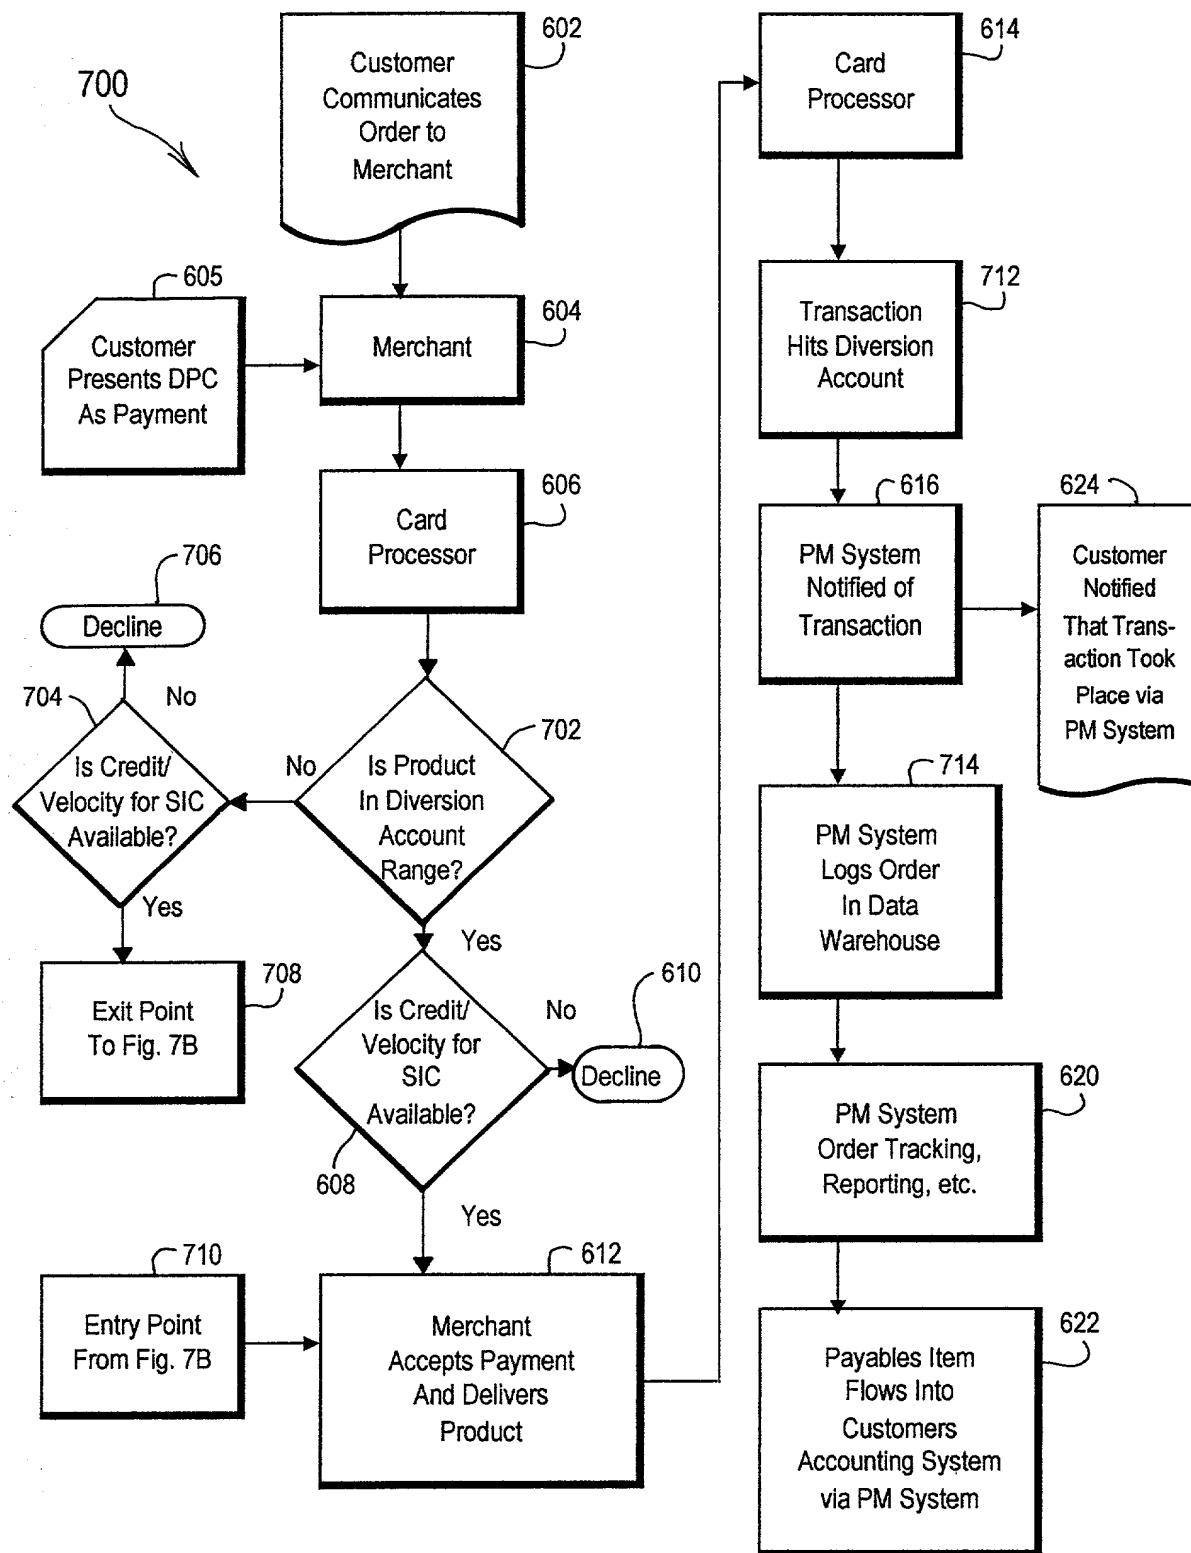 700
602
Customer
Communicates
Order to
Merchant
605
Customer
Presents DPC
As Payment
604
Merchant
606
Card
Processor
706
Decline
No
704
Is Credit/
Velocity for SIC
Available?
Yes
No
702
Is Product
In Diversion
Account
Range?
Yes
708
Exit Point
To Fig. 7B
Is Credit/
Velocity for
SIC
Available?
608
No
610
Decline
Yes
710
Entry Point
From Fig. 7B
612
Merchant
Accepts Payment
And Delivers
Product
614
Card
Processor
712
Transaction
Hits Diversion
Account
616
PM System
Notified of
Transaction
624
Customer
Notified
That Trans-
action Took
Place via
PM System
714
PM System
Logs Order
In Data
Warehouse
620
PM System
Order Tracking,
Reporting, etc.
622
Payables Item
Flows Into
Customers
Accounting System
via PM System